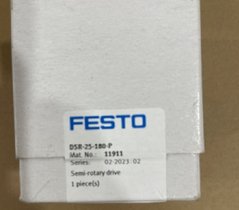 FESTO
DSR-25-180-P
Mat. No.: 11911
Series: 02-2023 02
Semi-rotary drive
1 piece(s)